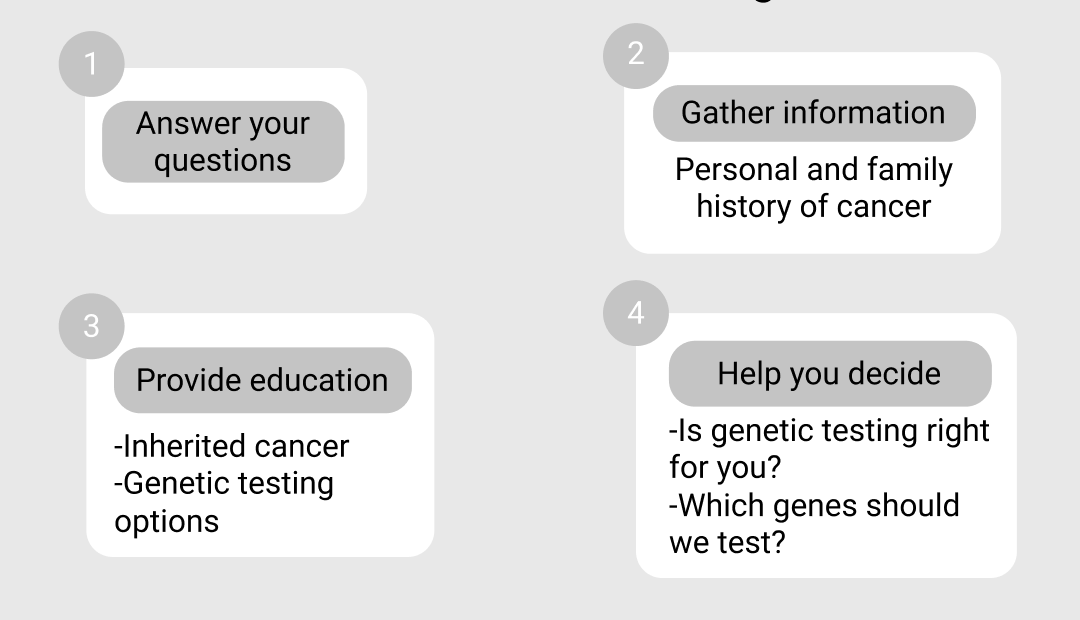 1
Answer your
questions
2
Gather information
Personal and family
history of cancer
3
Provide education
-Inherited cancer
-Genetic testing
options
4
Help you decide
-Is genetic testing right
for you?
-Which genes should
we test?